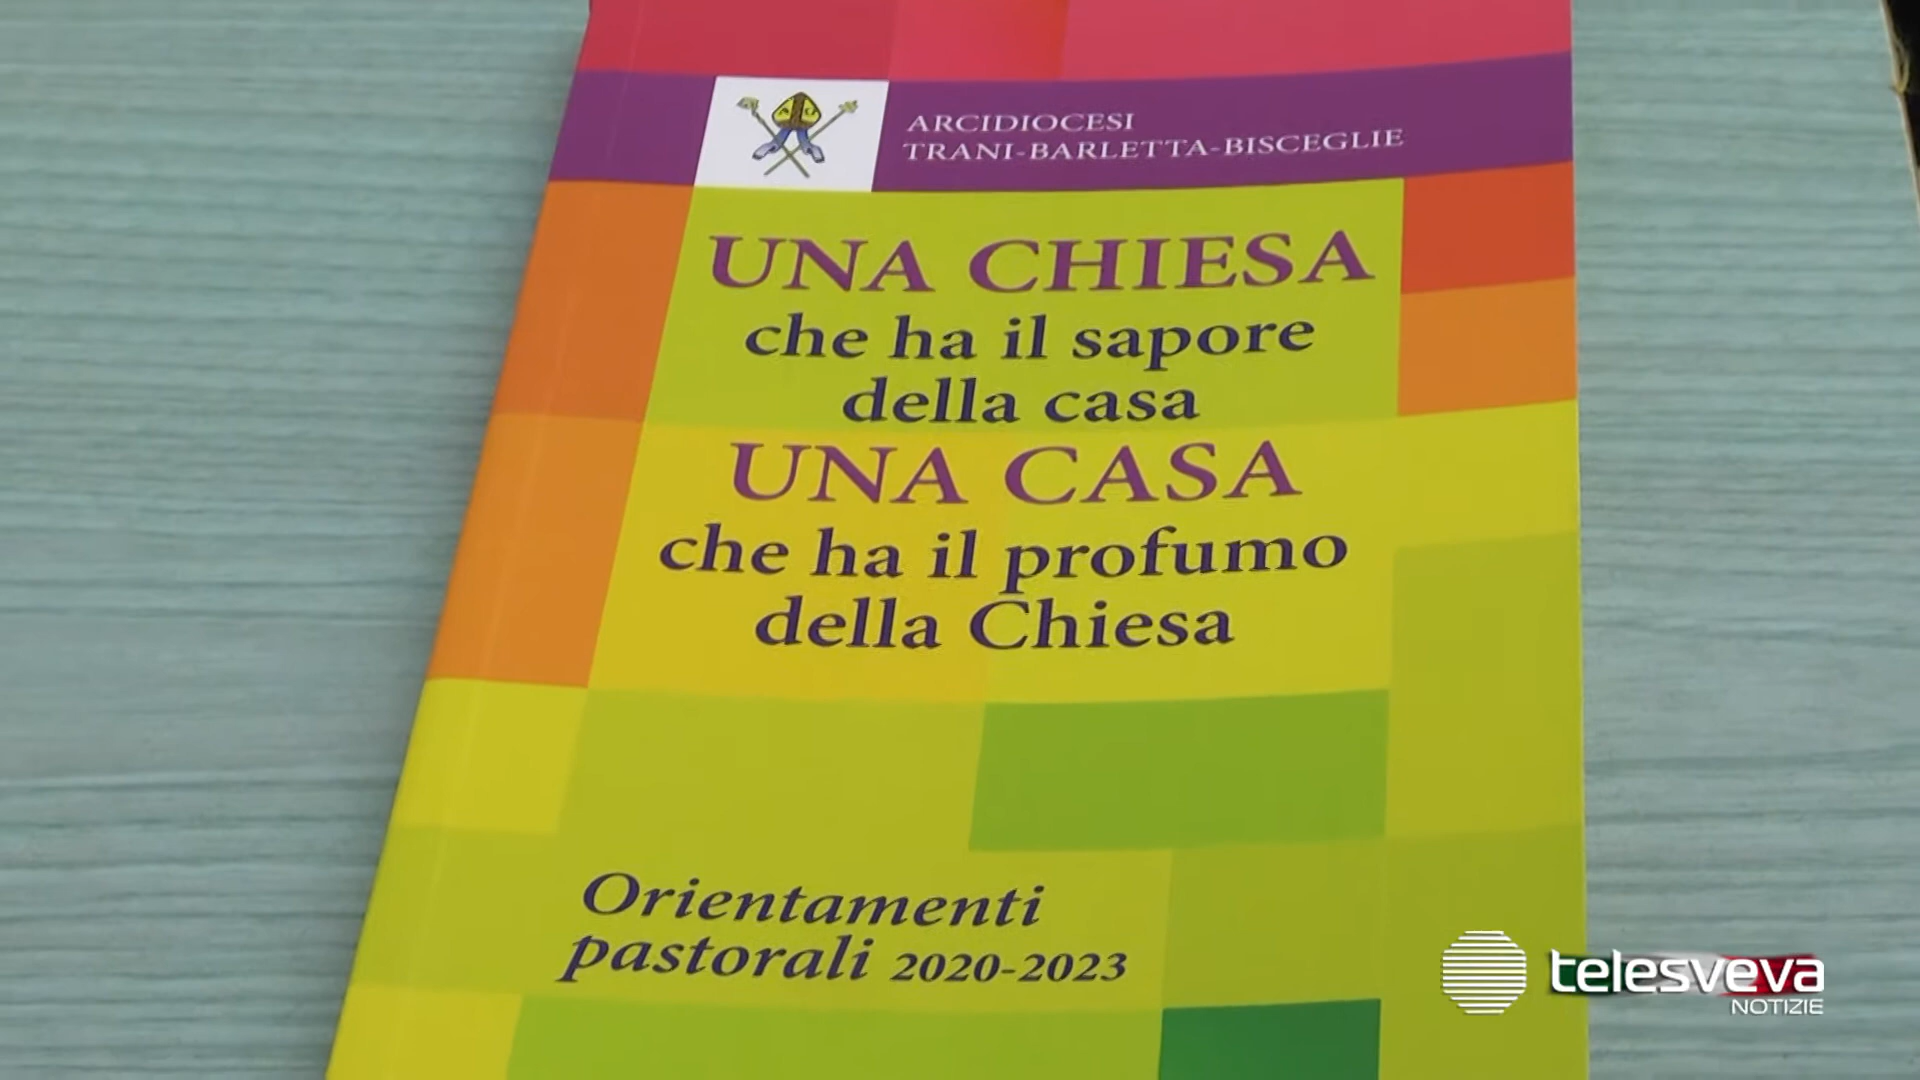 ARCIDIOCESI
TRANI-BARLETTA-BISCEGLIE
UNA CHIESA
che ha il sapore
della casa
UNA CASA
che ha il profumo
della Chiesa
Orientamenti
pastorali 2020-2023
telesveva
NOTIZIE